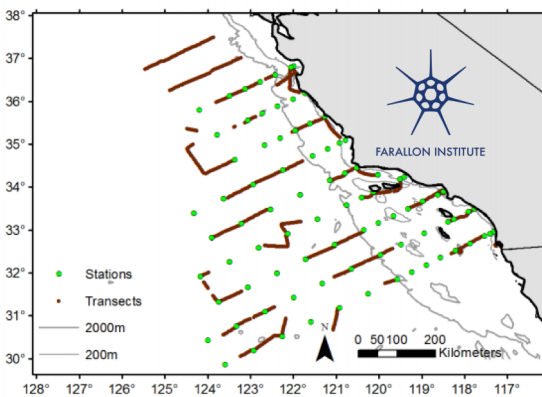 38°
37°
36°
35°
34°
33°
32°
31°
30°
FARALLON INSTITUTE
Stations
Transects
2000m
200m
N
0 50 100 200
Kilometers
128° 127° 126° 125° 124° 123° 122° 121° 120° 119° 118° 117°